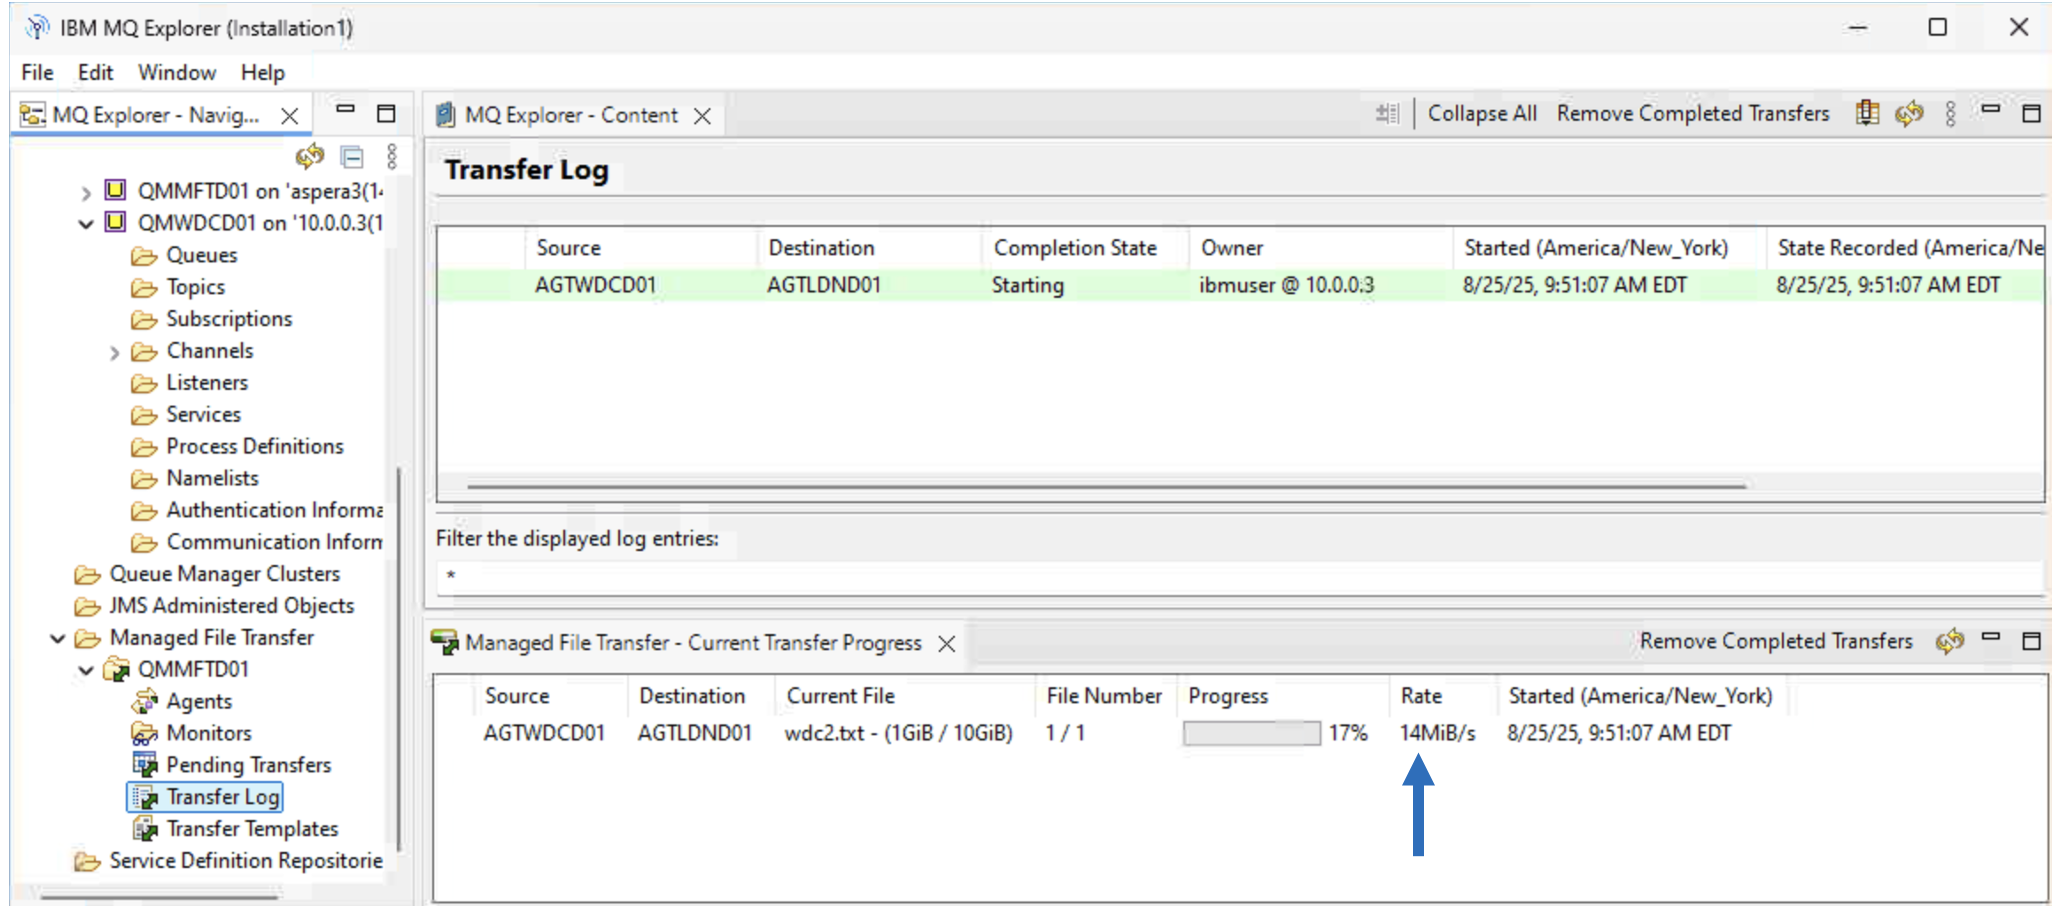 IBM MQ Explorer (Installation1)
File Edit Window Help
MQ Explorer - Navig...
QMMFTD01 on 'aspera3(14
QMWDCD01 on '10.0.0.3(1
Queues
Topics
Subscriptions
Channels
Listeners
Services
Process Definitions
Namelists
Authentication Informa
Communication Inform
Queue Manager Clusters
JMS Administered Objects
Managed File Transfer
QMMFTD01
Agents
Monitors
Pending Transfers
Transfer Log
Transfer Templates
Service Definition Repositorie
MQ Explorer - Content
Collapse All Remove Completed Transfers
Transfer Log
Source Destination Completion State Owner Started (America/New_York) State Recorded (America/Ne
AGTWDCD01 AGTLDND01 Starting ibmuser @ 10.0.0.3 8/25/25, 9:51:07 AM EDT 8/25/25, 9:51:07 AM EDT
Filter the displayed log entries:
*
Managed File Transfer - Current Transfer Progress Remove Completed Transfers
Source Destination Current File File Number Progress Rate Started (America/New_York)
AGTWDCD01 AGTLDND01 wdc2.txt - (1GiB / 10GiB) 1 / 1 17% 14MiB/s 8/25/25, 9:51:07 AM EDT